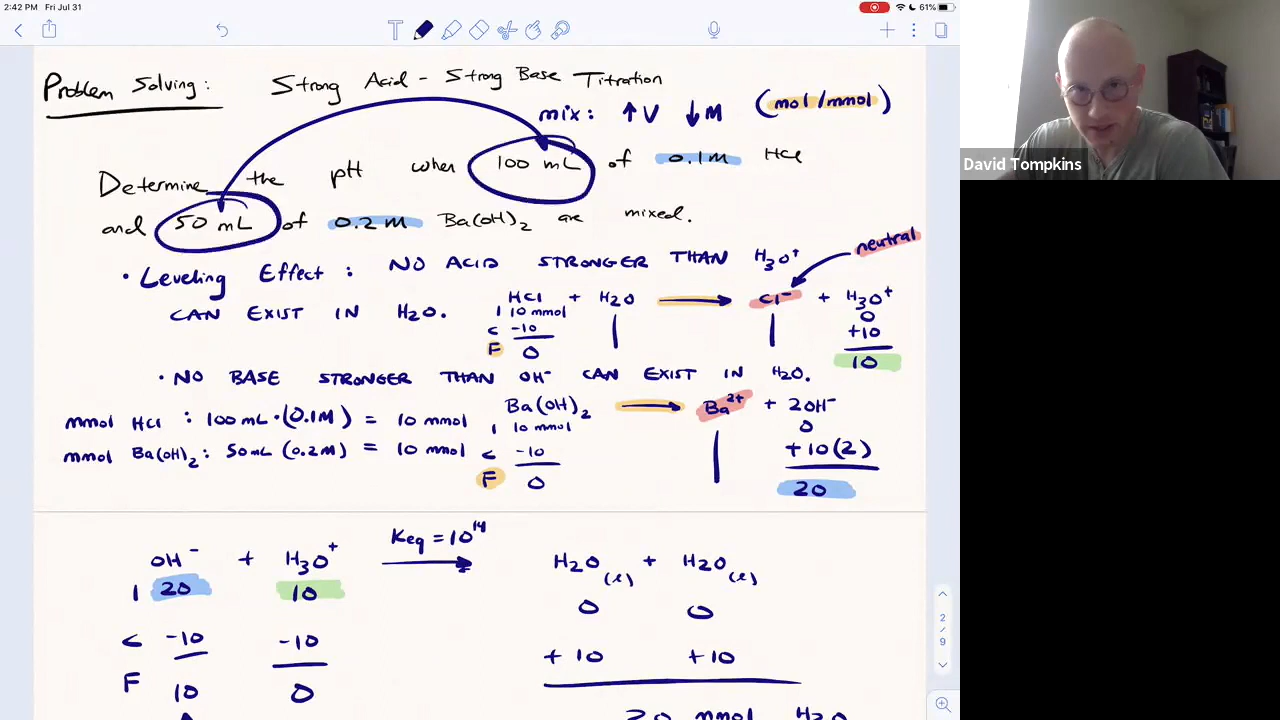 2:42 PM Fri Jul 31
61%
Problem Solving: Strong Acid - Strong Base Titration
mix: ↑V ↓M (mol/mmol)
Determine the pH when 100 mL of 0.1M HCl
and 50 mL of 0.2M Ba(OH)₂ are mixed.
neutral
• Leveling Effect: NO ACID STRONGER THAN H₃O⁺
CAN EXIST IN H₂O.
HCl + H₂O → Cl⁻ + H₃O⁺
I 10 mmol 0
C -10 +10
F 0 10
• NO BASE STRONGER THAN OH⁻ CAN EXIST IN H₂O.
mmol HCl: 100 mL · (0.1M) = 10 mmol
mmol Ba(OH)₂: 50 mL (0.2M) = 10 mmol
Ba(OH)₂ → Ba²⁺ + 2OH⁻
I 10 mmol 0
C -10 +10(2)
F 0 20
Keq = 10¹⁴
OH⁻ + H₃O⁺ → H₂O(l) + H₂O(l)
I 20 10 0 0
C -10 -10 +10 +10
F 10 0
20 mmol H₂O
David Tompkins
2
/
9